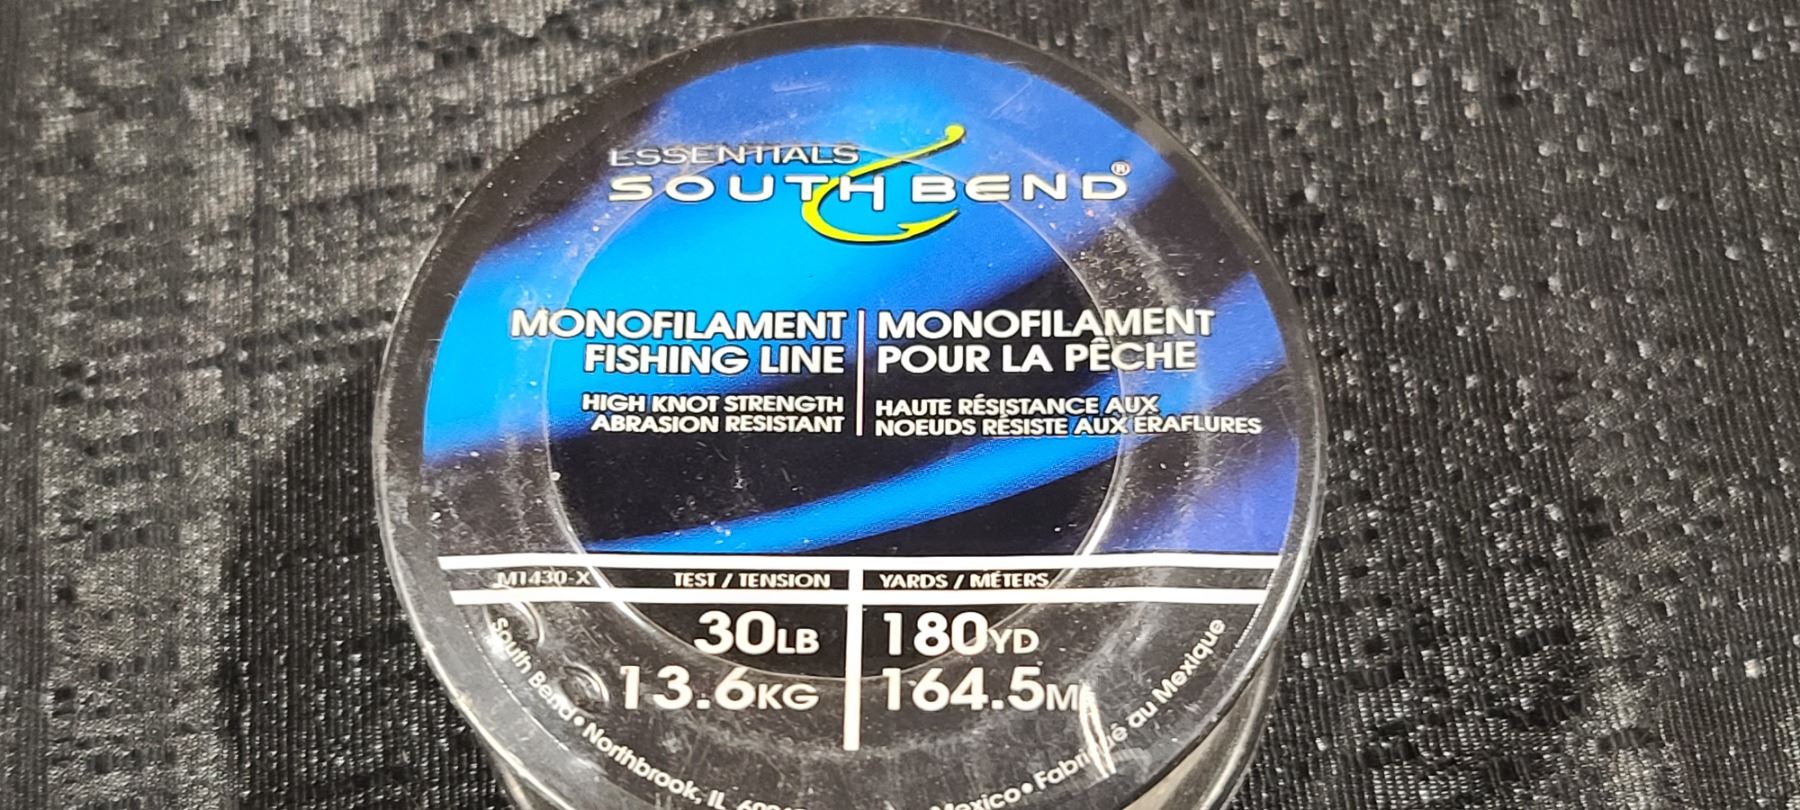 ESSENTIALS
SOUTH BEND®
MONOFILAMENT
FISHING LINE
HIGH KNOT STRENGTH
ABRASION RESISTANT
MONOFILAMENT
POUR LA PÊCHE
HAUTE RÉSISTANCE AUX
NOEUDS RÉSISTE AUX ÉRAFLURES
M1430-X
TEST / TENSION
YARDS / MÉTERS
30LB
13.6KG
180YD
164.5M
South Bend • Northbrook, IL
Mexico • Fabriqué au Mexique